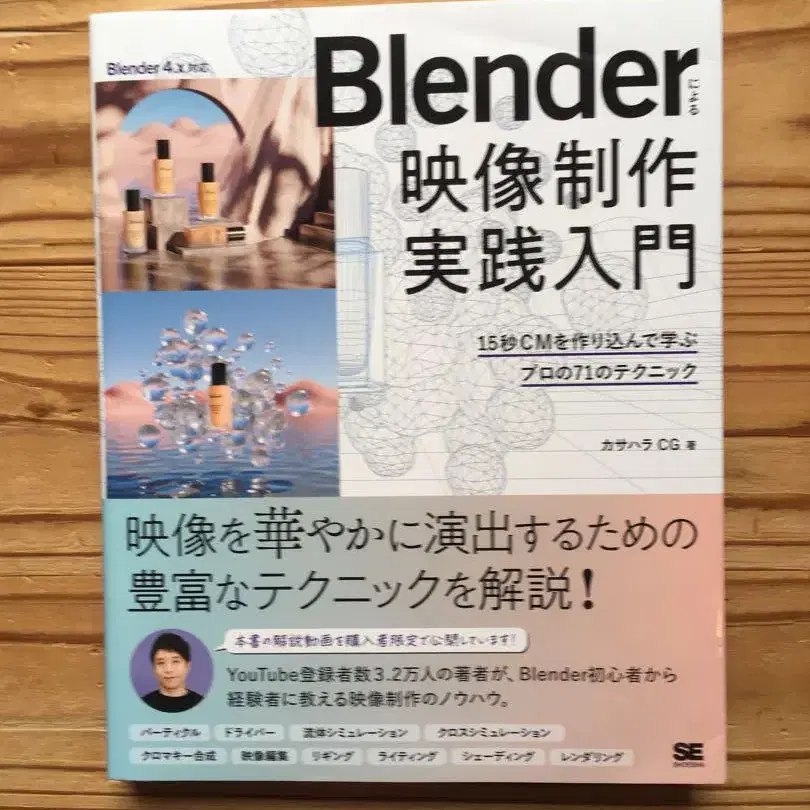 Blender 4.x 対応
Blenderによる
映像制作
実践入門
15秒CMを作り込んで学ぶ
プロの71のテクニック
カサハラ CG 著
映像を華やかに演出するための
豊富なテクニックを解説!
本書の解説動画を購入者限定で公開しています!
YouTube登録者数3.2万人の著者が、Blender初心者から
経験者に教える映像制作のノウハウ。
パーティクル ドライバー 流体シミュレーション クロスシミュレーション
クロマキー合成 映像編集 リギング ライティング シェーディング レンダリング
SE
SHOEISHA